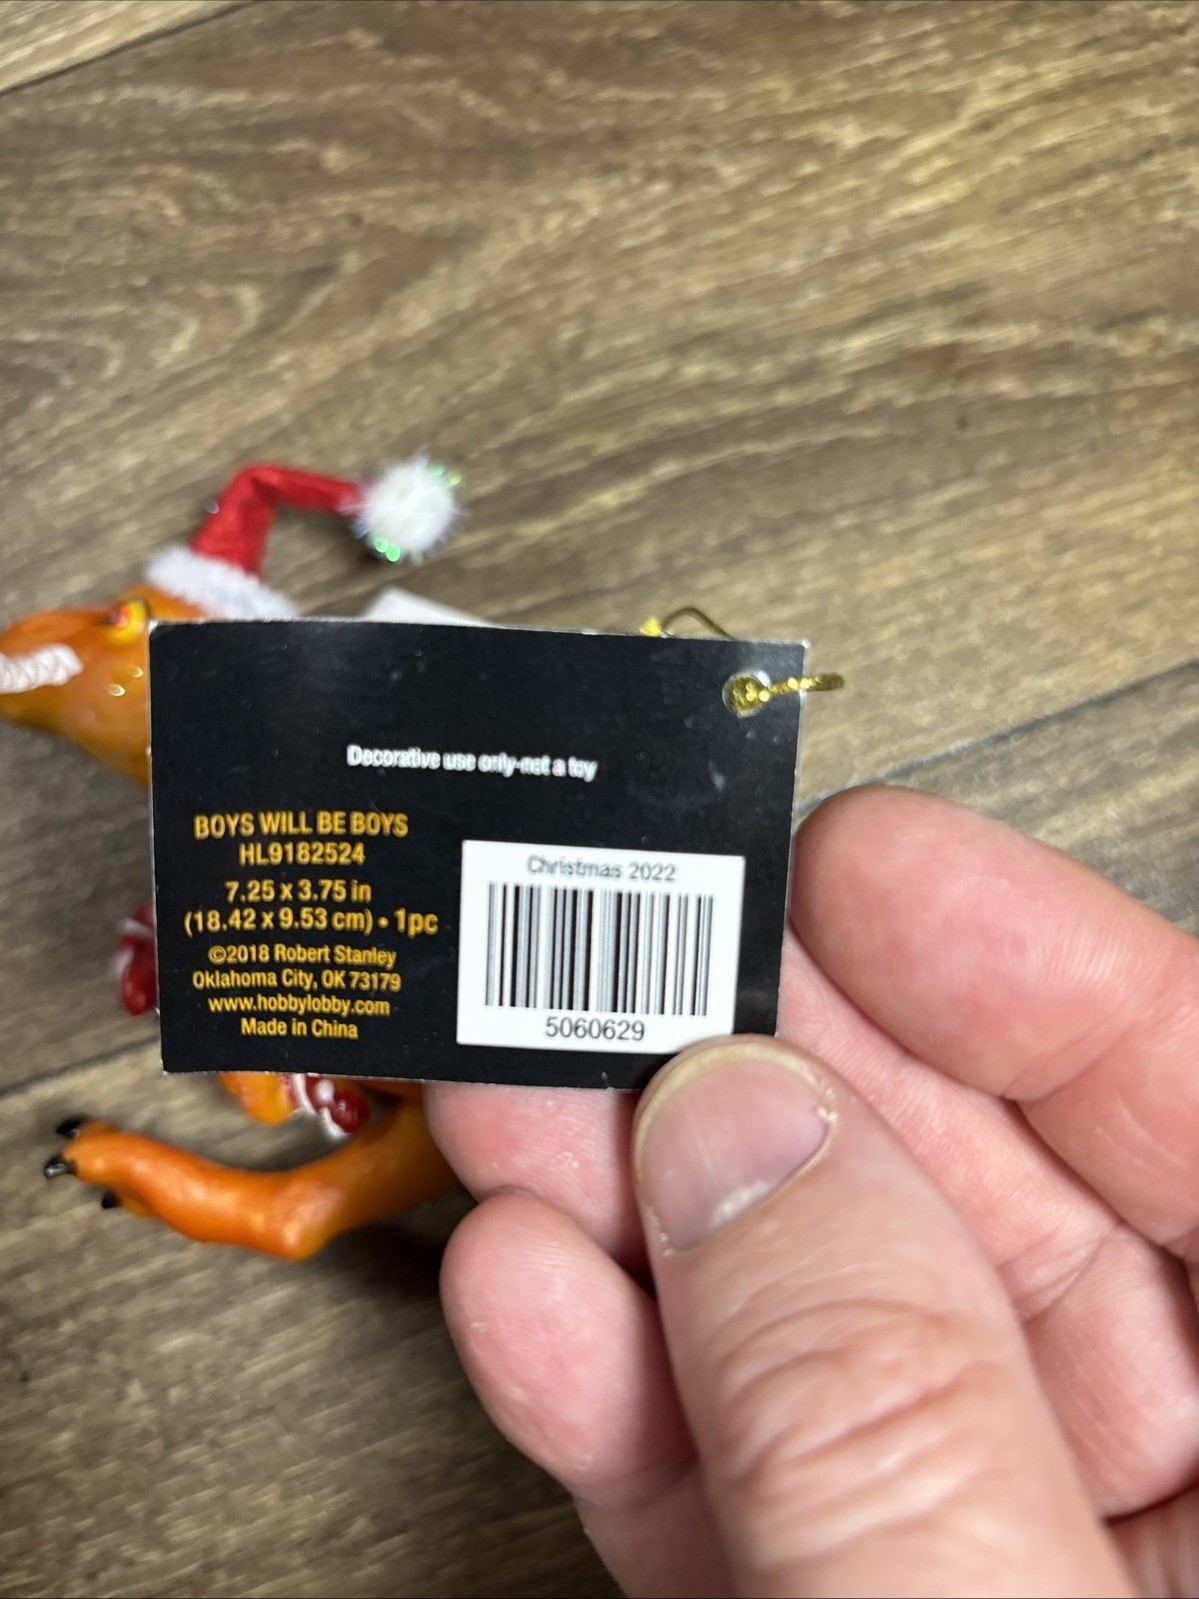 Decorative use only-not a toy
BOYS WILL BE BOYS
HL9182524
7.25 x 3.75 in
(18.42 x 9.53 cm) • 1pc
©2018 Robert Stanley
Oklahoma City, OK 73179
www.hobbylobby.com
Made in China
Christmas 2022
5060629